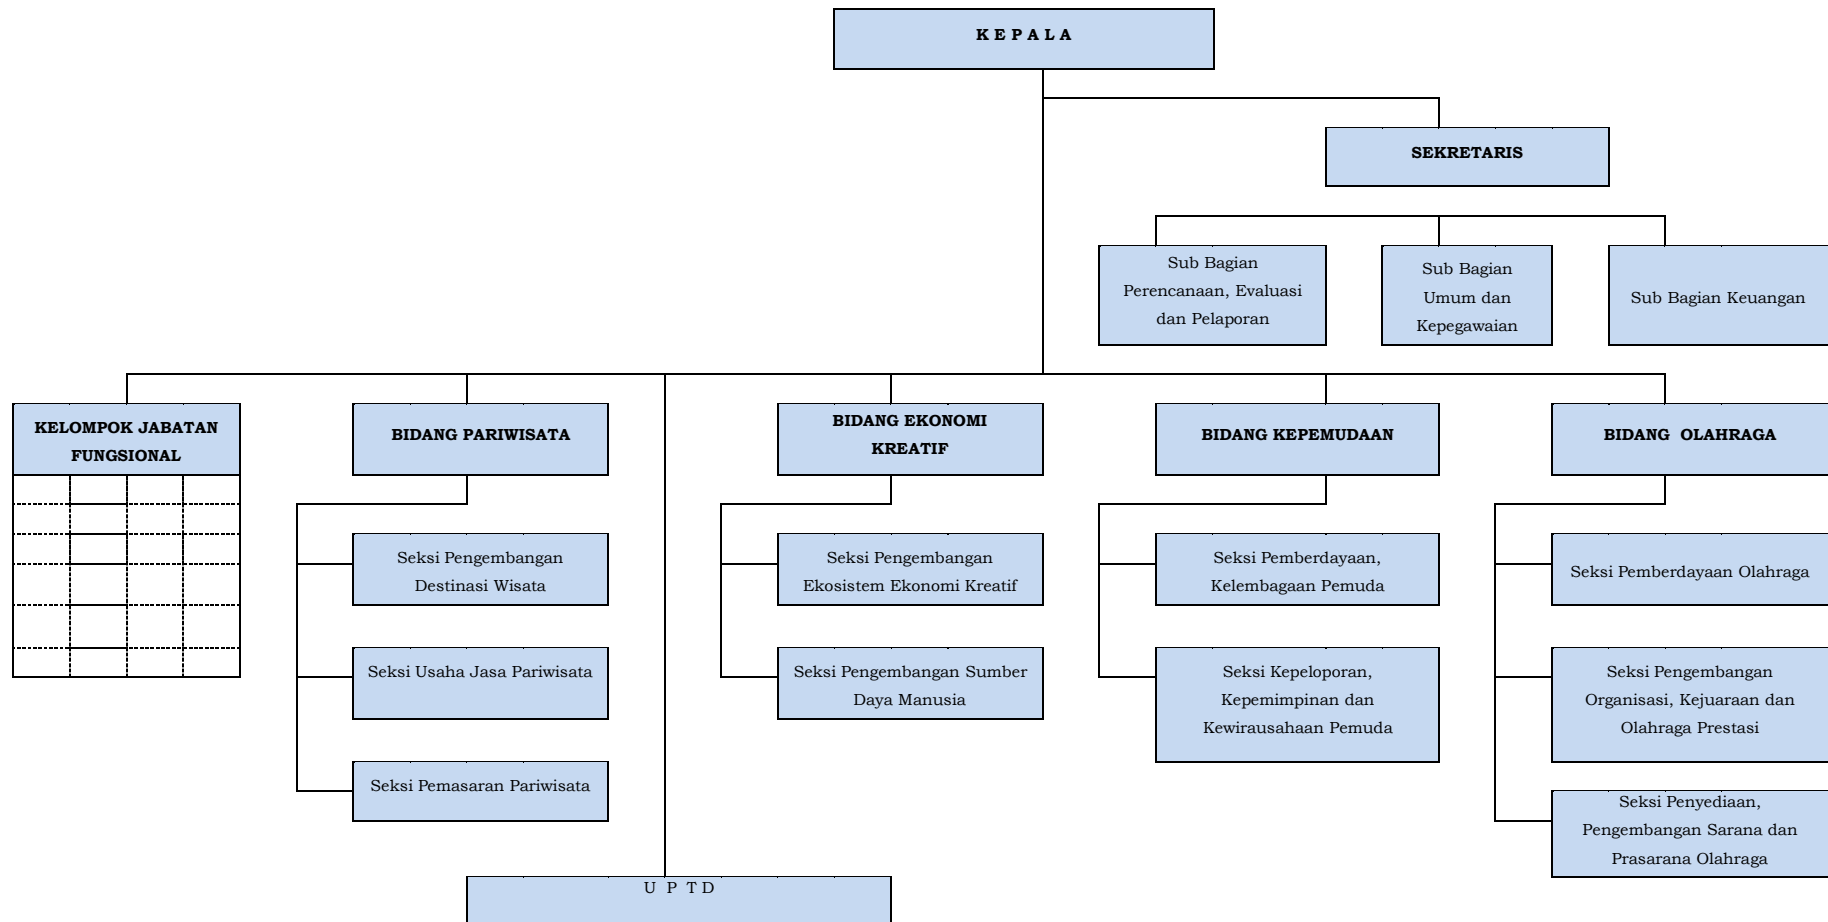 K E P A L A
SEKRETARIS
Sub Bagian
Perencanaan, Evaluasi
dan Pelaporan
Sub Bagian
Umum dan
Kepegawaian
Sub Bagian Keuangan
KELOMPOK JABATAN
FUNGSIONAL
BIDANG PARIWISATA
BIDANG EKONOMI
KREATIF
BIDANG KEPEMUDAAN
BIDANG OLAHRAGA
Seksi Pengembangan
Destinasi Wisata
Seksi Usaha Jasa Pariwisata
Seksi Pemasaran Pariwisata
Seksi Pengembangan
Ekosistem Ekonomi Kreatif
Seksi Pengembangan Sumber
Daya Manusia
Seksi Pemberdayaan,
Kelembagaan Pemuda
Seksi Kepeloporan,
Kepemimpinan dan
Kewirausahaan Pemuda
Seksi Pemberdayaan Olahraga
Seksi Pengembangan
Organisasi, Kejuaraan dan
Olahraga Prestasi
Seksi Penyediaan,
Pengembangan Sarana dan
Prasarana Olahraga
U P T D